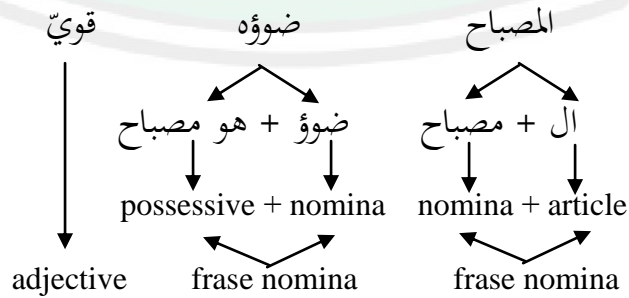 المصباح ضوؤه قويّ
ال + مصباح ضوؤ + هو مصباح
possessive + nomina nomina + article
adjective frase nomina frase nomina